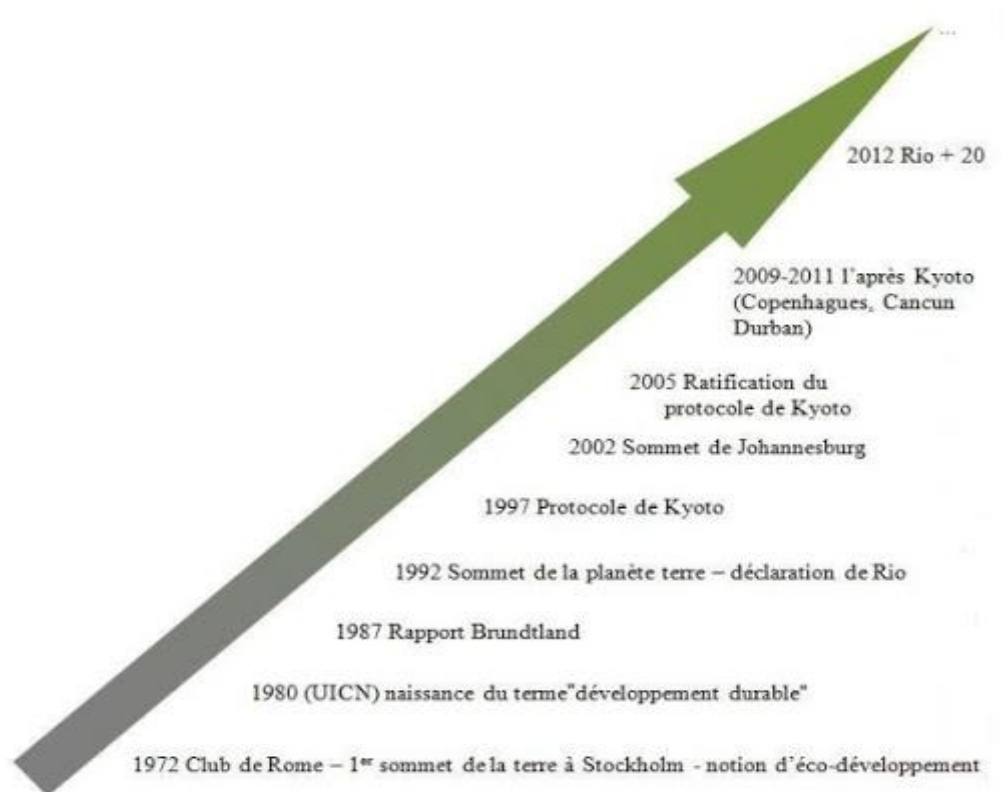 ...
2012 Rio + 20
2009-2011 l'après Kyoto
(Copenhagues, Cancun
Durban)
2005 Ratification du
protocole de Kyoto
2002 Sommet de Johannesburg
1997 Protocole de Kyoto
1992 Sommet de la planète terre – déclaration de Rio
1987 Rapport Brundtland
1980 (UICN) naissance du terme"développement durable"
1972 Club de Rome – 1er sommet de la terre à Stockholm - notion d'éco-développement